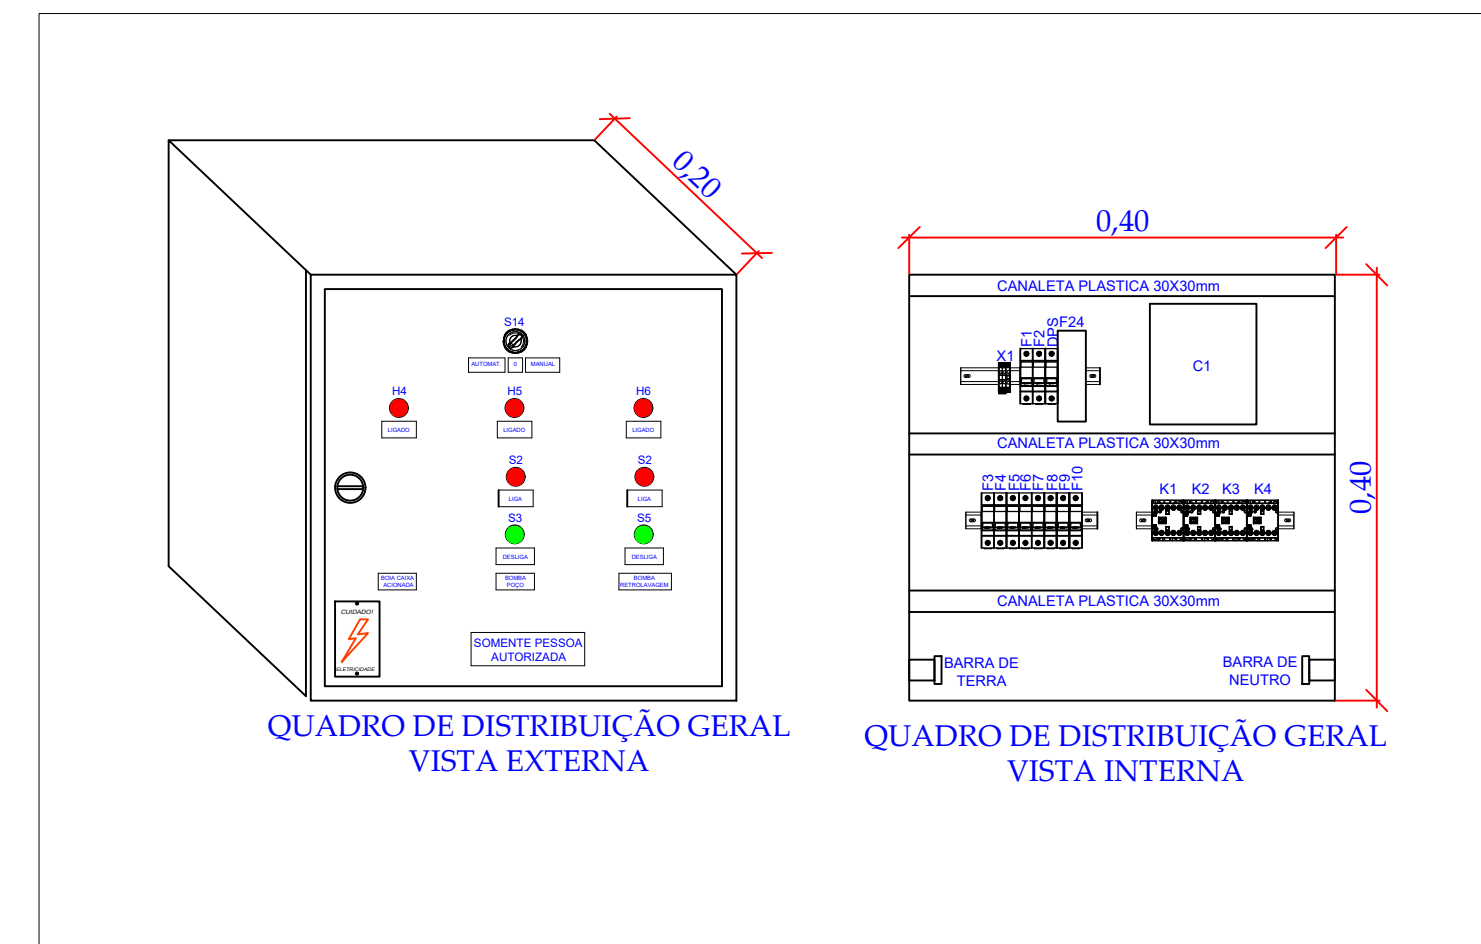 0,20
S14
AUTOMAT. 0 MANUAL
H4 H5 H6
LIGADO LIGADO LIGADO
S2 S2
LIGA LIGA
S3 S5
DESLIGA DESLIGA
BOIA CAIXA
ACIONADA
BOMBA
POÇO
BOMBA
RETROLAVAGEM
CUIDADO!
ELETRICIDADE
SOMENTE PESSOA
AUTORIZADA
QUADRO DE DISTRIBUIÇÃO GERAL
VISTA EXTERNA
0,40
0,40
CANALETA PLASTICA 30X30mm
X1 F1 F2 DPS F24
C1
CANALETA PLASTICA 30X30mm
F3 F4 F5 F6 F7 F8 F9 F10
K1 K2 K3 K4
CANALETA PLASTICA 30X30mm
BARRA DE
TERRA
BARRA DE
NEUTRO
QUADRO DE DISTRIBUIÇÃO GERAL
VISTA INTERNA